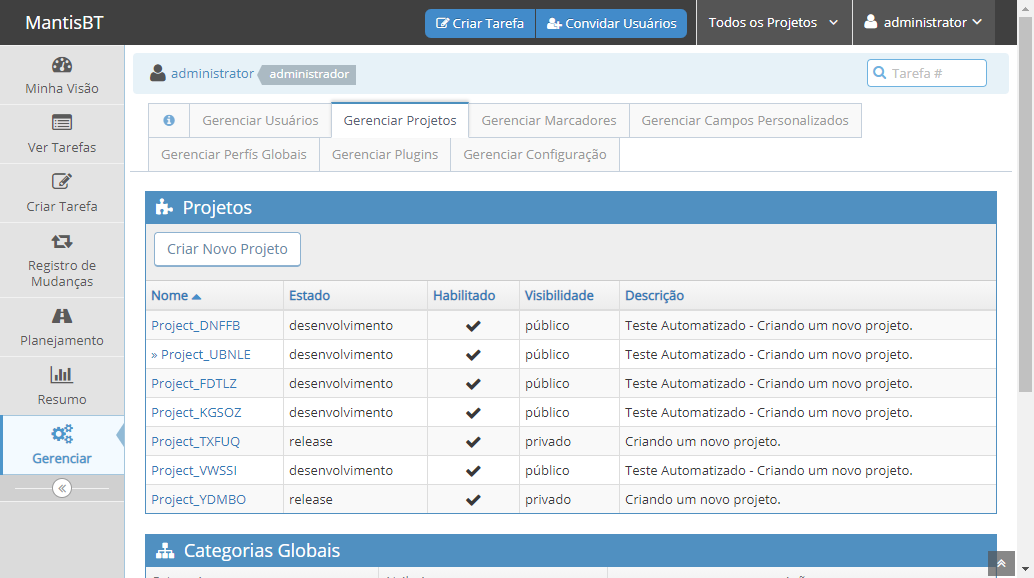 MantisBT
Criar Tarefa
Convidar Usuários
Todos os Projetos
administrator
Minha Visão
Ver Tarefas
Criar Tarefa
Registro de
Mudanças
Planejamento
Resumo
Gerenciar
administrator administrador
Tarefa #
Gerenciar Usuários Gerenciar Projetos Gerenciar Marcadores Gerenciar Campos Personalizados
Gerenciar Perfís Globais Gerenciar Plugins Gerenciar Configuração
Projetos
Criar Novo Projeto
Nome Estado Habilitado Visibilidade Descrição
Project_DNFFB desenvolvimento público Teste Automatizado - Criando um novo projeto.
» Project_UBNLE desenvolvimento público Teste Automatizado - Criando um novo projeto.
Project_FDTLZ desenvolvimento público Teste Automatizado - Criando um novo projeto.
Project_KGSOZ desenvolvimento público Teste Automatizado - Criando um novo projeto.
Project_TXFUQ release privado Criando um novo projeto.
Project_VWSSI desenvolvimento público Teste Automatizado - Criando um novo projeto.
Project_YDMBO release privado Criando um novo projeto.
Categorias Globais